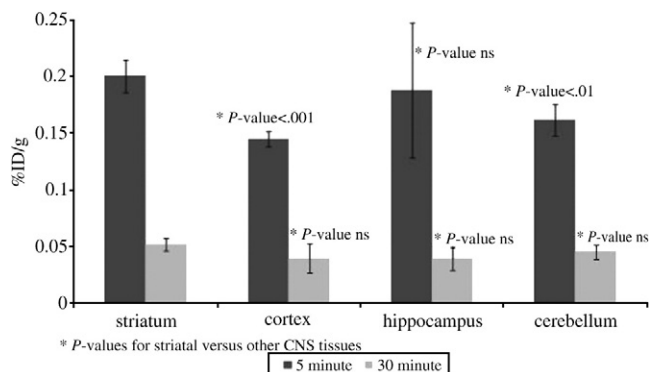 0.25
* P-value ns
* P-value<.01
0.2
* P-value<.001
0.15
%ID/g
0.1
* P-value ns
* P-value ns
* P-value ns
0.05
0
striatum
cortex
hippocampus
cerebellum
* P-values for striatal versus other CNS tissues
5 minute
30 minute